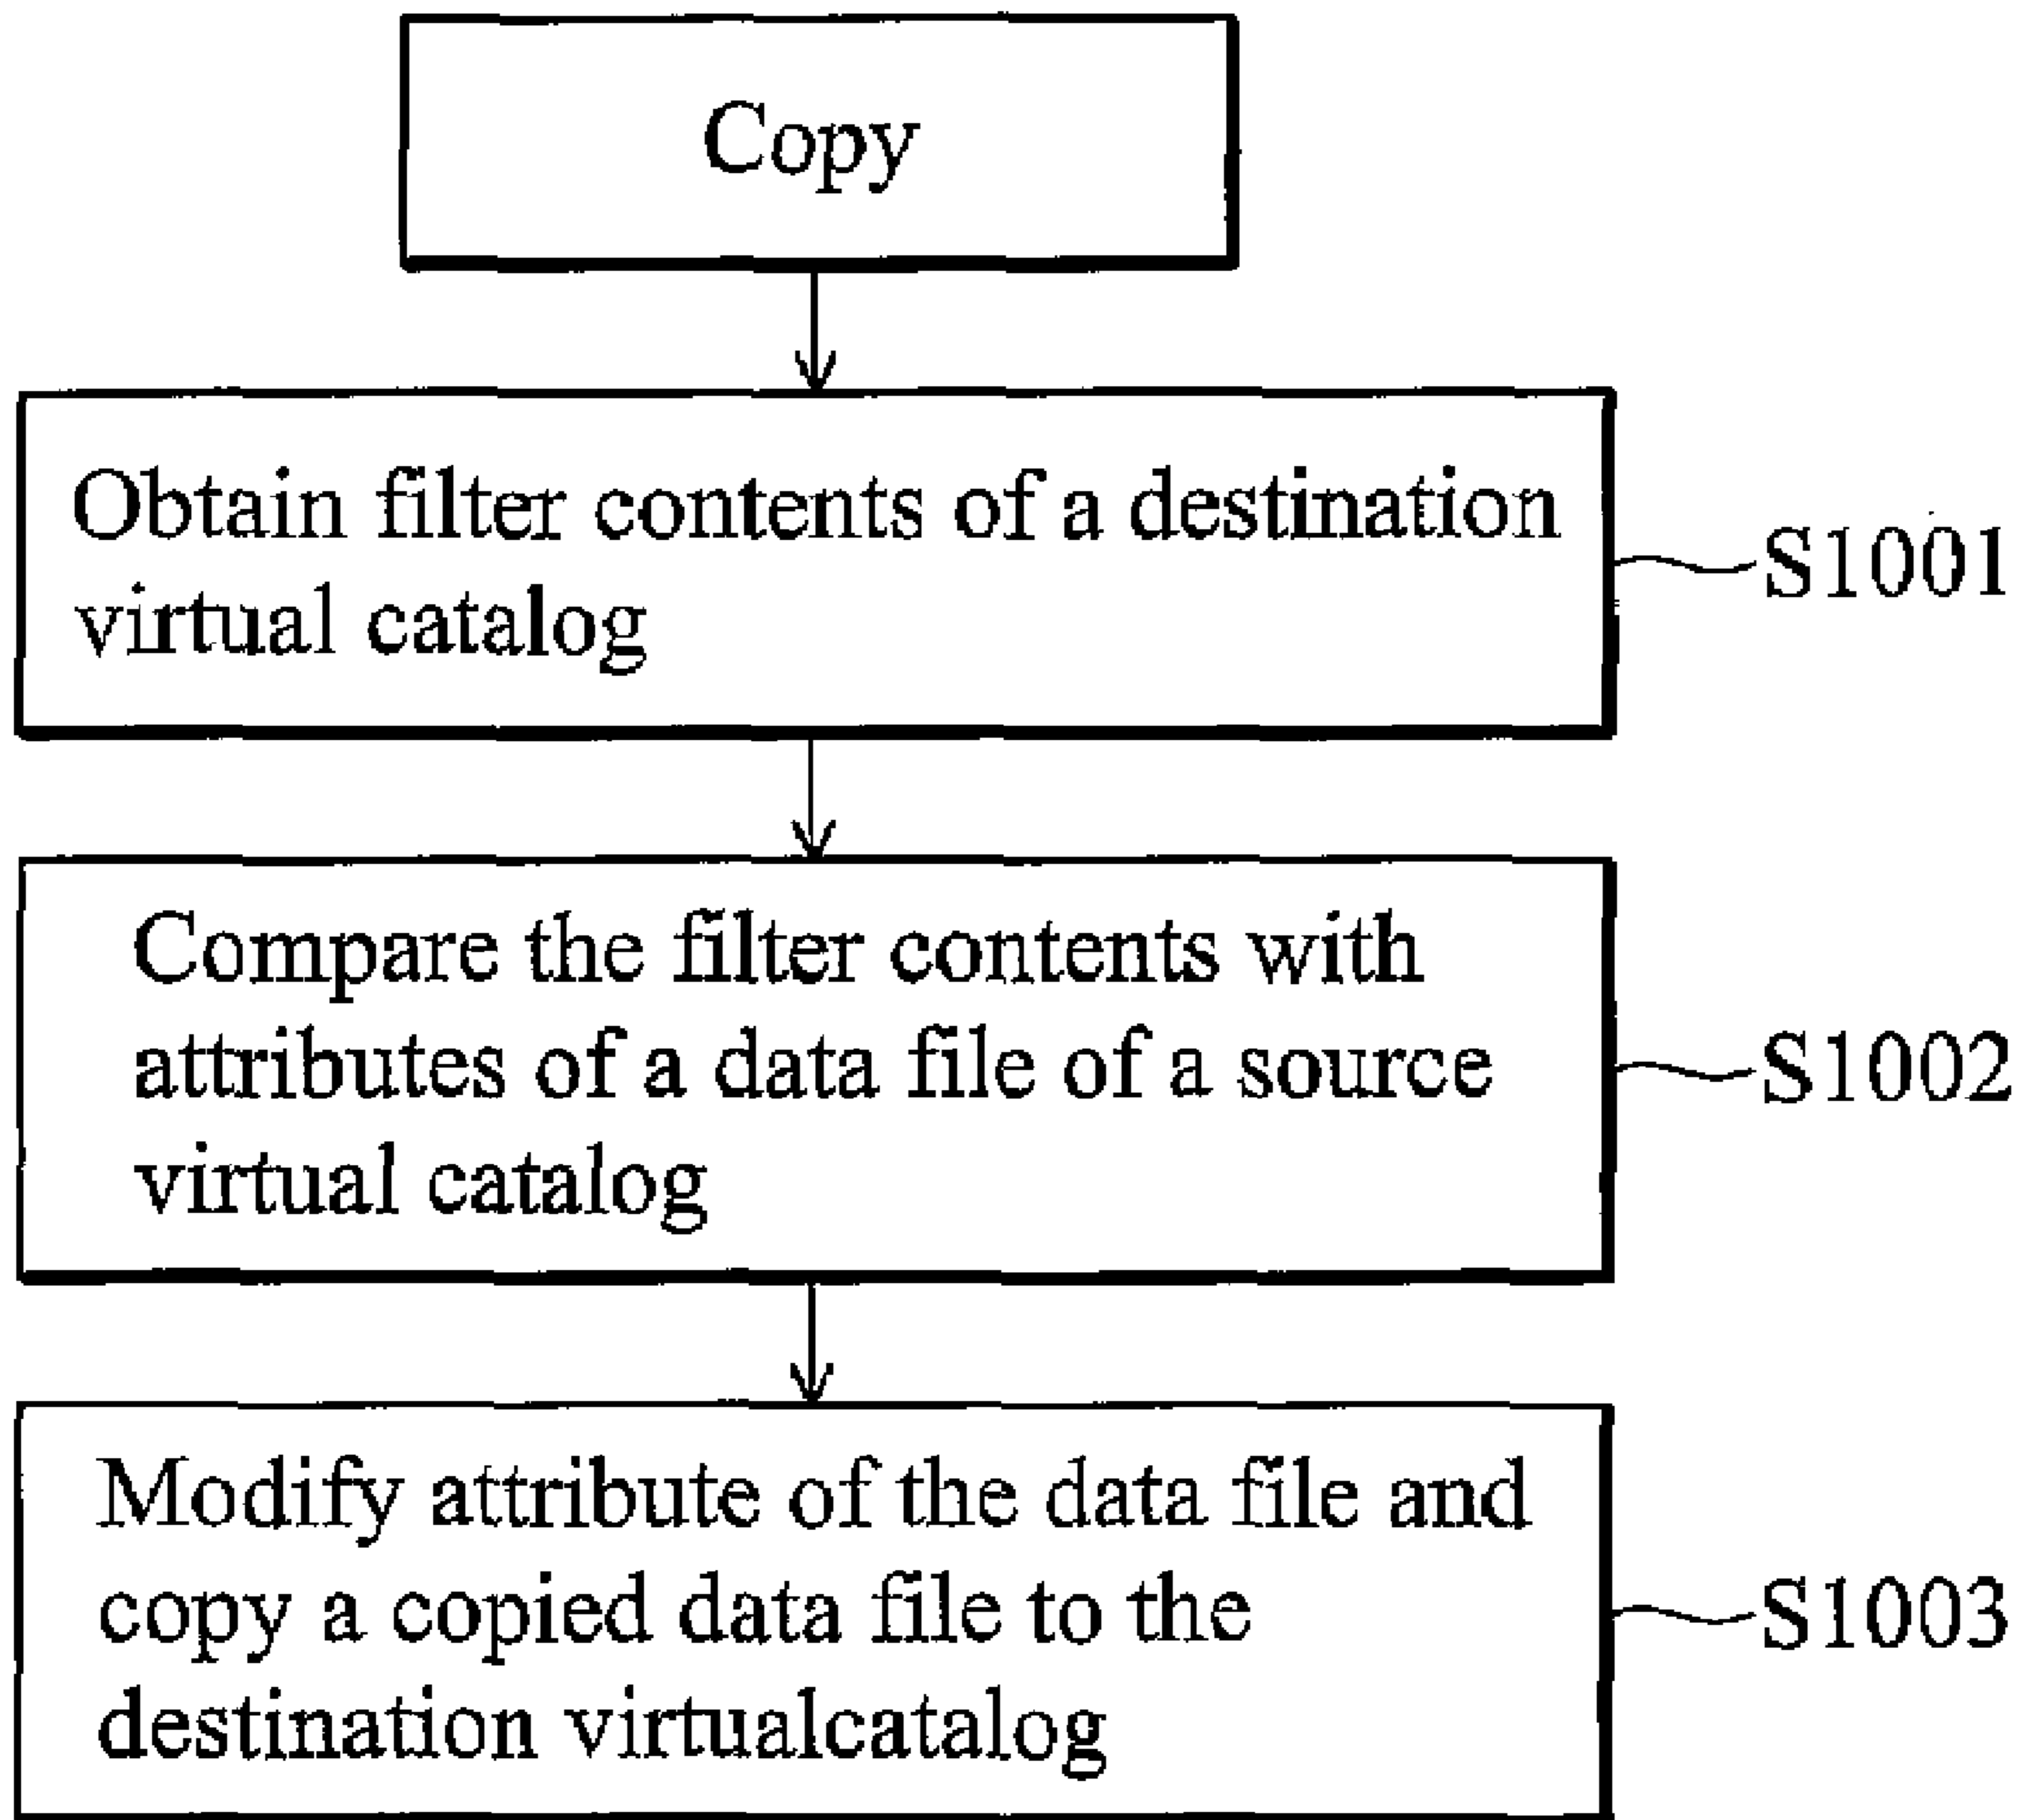 Copy
Obtain filter contents of a destination
virtual catalog
S1001
Compare the filter contents with
attributes of a data file of a source
virtual catalog
S1002
Modify attribute of the data file and
copy a copied data file to the
destination virtualcatalog
S1003